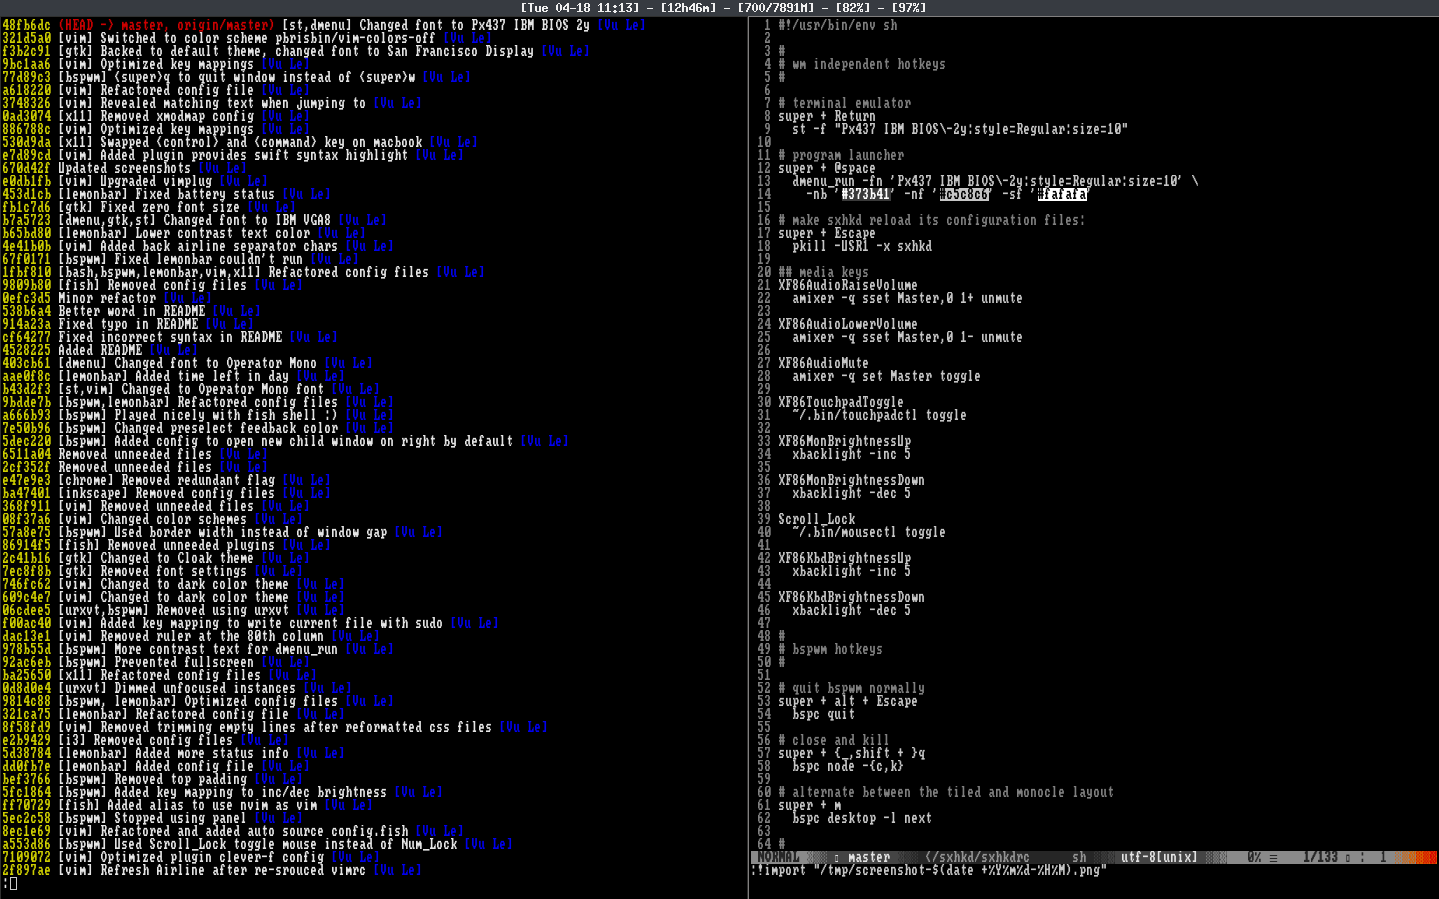 [Tue 04-18 11:13] - [12h46m] - [700/7891M] - [82%] - [97%]
48fb6dc (HEAD -> master, origin/master) [st,dmenu] Changed font to Px437 IBM BIOS 2y [Vu Le]
321d5a0 [vim] Switched to color scheme pbrisbin/vim-colors-off [Vu Le]
f3b2c91 [gtk] Backed to default theme, changed font to San Francisco Display [Vu Le]
9bc1aa6 [vim] Optimized key mappings [Vu Le]
77d89c3 [bspwm] <super>q to quit window instead of <super>w [Vu Le]
a618220 [vim] Refactored config file [Vu Le]
3748326 [vim] Revealed matching text when jumping to [Vu Le]
0ad3074 [x11] Removed xmodmap config [Vu Le]
886788c [vim] Optimized key mappings [Vu Le]
530d9da [x11] Swapped <control> and <command> key on macbook [Vu Le]
e7d89cd [vim] Added plugin provides swift syntax highlight [Vu Le]
670d42f Updated screenshots [Vu Le]
e0db1fb [vim] Upgraded vimplug [Vu Le]
453d1cb [lemonbar] Fixed battery status [Vu Le]
fb1c7d6 [gtk] Fixed zero font size [Vu Le]
b7a5723 [dmenu,gtk,st] Changed font to IBM VGA8 [Vu Le]
b65bd80 [lemonbar] Lower contrast text color [Vu Le]
4e41b0b [vim] Added back airline separator chars [Vu Le]
67f0171 [bspwm] Fixed lemonbar couldn't run [Vu Le]
1fbf810 [bash,bspwm,lemonbar,vim,x11] Refactored config files [Vu Le]
9809b80 [fish] Removed config files [Vu Le]
0efc3d5 Minor refactor [Vu Le]
538b6a4 Better word in README [Vu Le]
914a23a Fixed typo in README [Vu Le]
cf64277 Fixed incorrect syntax in README [Vu Le]
4528225 Added README [Vu Le]
403cb61 [dmenu] Changed font to Operator Mono [Vu Le]
aae0f8c [lemonbar] Added time left in day [Vu Le]
b43d2f3 [st,vim] Changed to Operator Mono font [Vu Le]
9bdde7b [bspwm,lemonbar] Refactored config files [Vu Le]
a666b93 [bspwm] Played nicely with fish shell :) [Vu Le]
7e50b96 [bspwm] Changed preselect feedback color [Vu Le]
5dec220 [bspwm] Added config to open new child window on right by default [Vu Le]
6511a04 Removed unneeded files [Vu Le]
2cf352f Removed unneeded files [Vu Le]
e47e9e3 [chrome] Removed redundant flag [Vu Le]
ba47401 [inkscape] Removed config files [Vu Le]
368f911 [vim] Removed unneeded files [Vu Le]
08f37a6 [vim] Changed color schemes [Vu Le]
57a8e75 [bspwm] Used border width instead of window gap [Vu Le]
86914f5 [fish] Removed unneeded plugins [Vu Le]
2c41b16 [gtk] Changed to Cloak theme [Vu Le]
7ec8f8b [gtk] Removed font settings [Vu Le]
746fc62 [vim] Changed to dark color theme [Vu Le]
609c4e7 [vim] Changed to dark color theme [Vu Le]
06cdee5 [urxvt,bspwm] Removed using urxvt [Vu Le]
f00ac40 [vim] Added key mapping to write current file with sudo [Vu Le]
dac13e1 [vim] Removed ruler at the 80th column [Vu Le]
978b55d [bspwm] More contrast text for dmenu_run [Vu Le]
92ac6eb [bspwm] Prevented fullscreen [Vu Le]
ba25650 [x11] Refactored config files [Vu Le]
0d8d0e4 [urxvt] Dimmed unfocused instances [Vu Le]
9814c88 [bspwm, lemonbar] Optimized config files [Vu Le]
321ca75 [lemonbar] Refactored config file [Vu Le]
8f58fd9 [vim] Removed trimming empty lines after reformatted css files [Vu Le]
e2b9429 [i3] Removed config files [Vu Le]
5d38784 [lemonbar] Added more status info [Vu Le]
dd0fb7e [lemonbar] Added config file [Vu Le]
bef3766 [bspwm] Removed top padding [Vu Le]
5fc1864 [bspwm] Added key mapping to inc/dec brightness [Vu Le]
ff70729 [fish] Added alias to use nvim as vim [Vu Le]
5ec2c58 [bspwm] Stopped using panel [Vu Le]
8ec1e69 [vim] Refactored and added auto source config.fish [Vu Le]
a553d86 [bspwm] Used Scroll_Lock toggle mouse instead of Num_Lock [Vu Le]
7109072 [vim] Optimized plugin clever-f config [Vu Le]
2f897ae [vim] Refresh Airline after re-srouced vimrc [Vu Le]
:
1 #!/usr/bin/env sh
2
3 #
4 # wm independent hotkeys
5 #
6
7 # terminal emulator
8 super + Return
9 st -f "Px437 IBM BIOS\-2y:style=Regular:size=10"
10
11 # program launcher
12 super + @space
13 dmenu_run -fn 'Px437 IBM BIOS\-2y:style=Regular:size=10' \
14 -nb '#373b41' -nf '#c5c8c6' -sf '#fafafa'
15
16 # make sxhkd reload its configuration files:
17 super + Escape
18 pkill -USR1 -x sxhkd
19
20 ## media keys
21 XF86AudioRaiseVolume
22 amixer -q sset Master,0 1+ unmute
23
24 XF86AudioLowerVolume
25 amixer -q sset Master,0 1- unmute
26
27 XF86AudioMute
28 amixer -q set Master toggle
29
30 XF86TouchpadToggle
31 ~/.bin/touchpadctl toggle
32
33 XF86MonBrightnessUp
34 xbacklight -inc 5
35
36 XF86MonBrightnessDown
37 xbacklight -dec 5
38
39 Scroll_Lock
40 ~/.bin/mousectl toggle
41
42 XF86KbdBrightnessUp
43 xbacklight -inc 5
44
45 XF86KbdBrightnessDown
46 xbacklight -dec 5
47
48 #
49 # bspwm hotkeys
50 #
51
52 # quit bspwm normally
53 super + alt + Escape
54 bspc quit
55
56 # close and kill
57 super + {_,shift + }q
58 bspc node -{c,k}
59
60 # alternate between the tiled and monocle layout
61 super + m
62 bspc desktop -l next
63
64 #
NORMAL master </sxhkd/sxhkdrc sh utf-8[unix] 0% ☰ 1/133 : 1
:!import "/tmp/screenshot-$(date +%Y%m%d-%H%M).png"